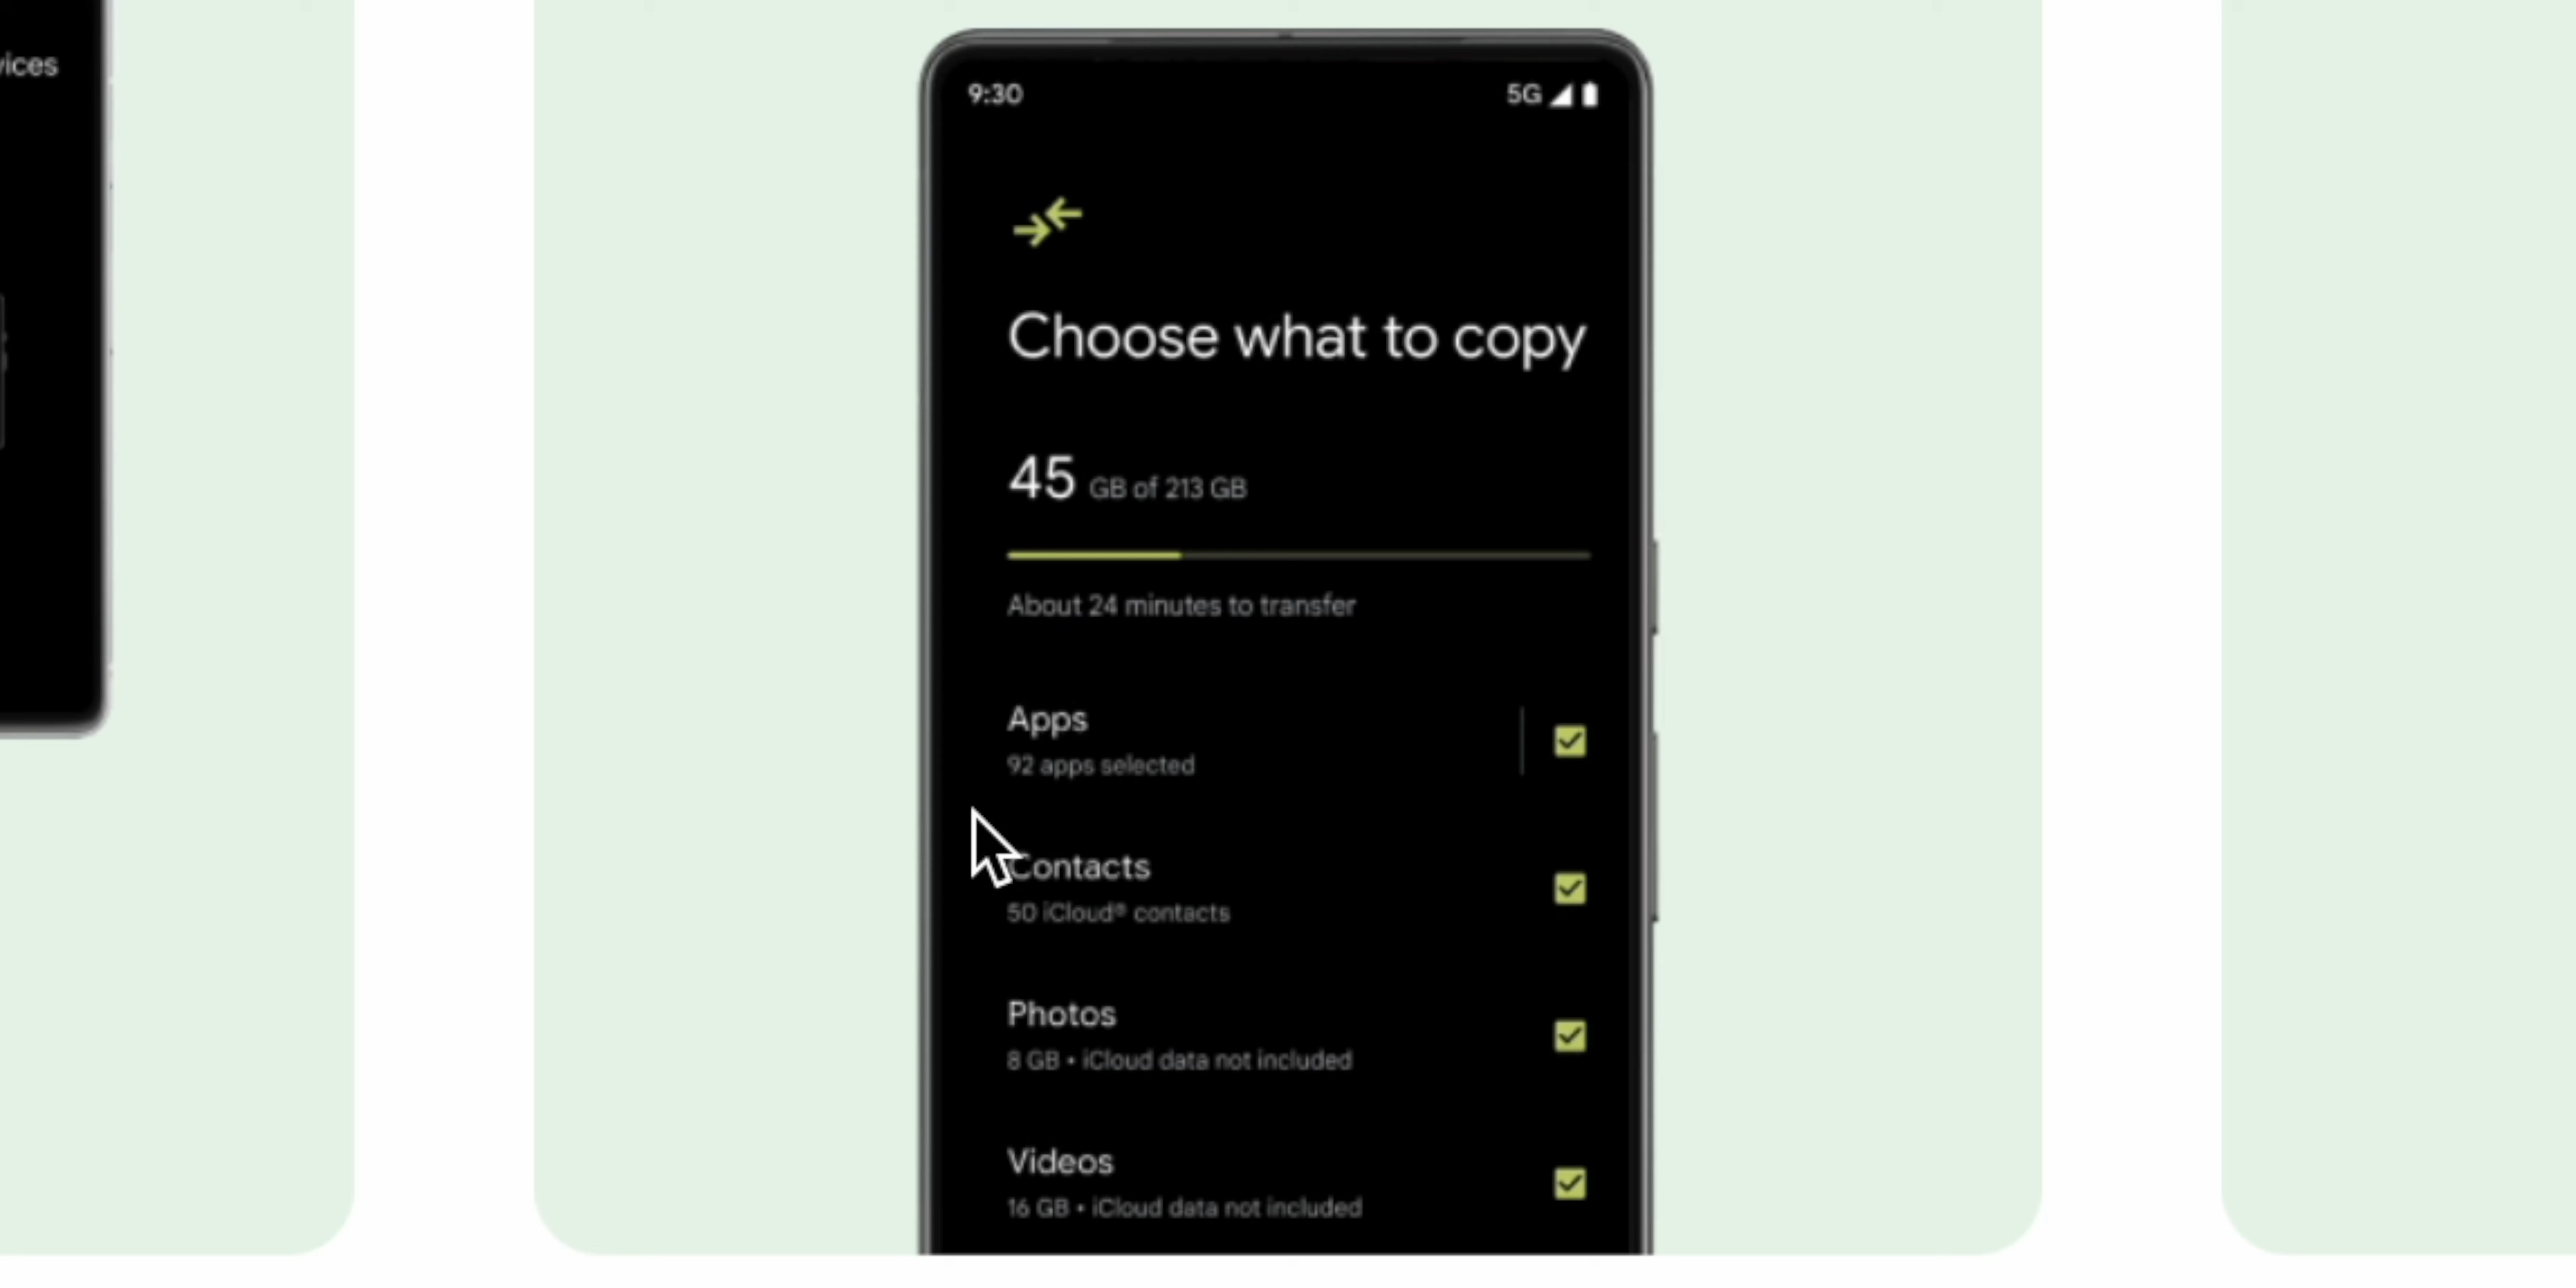 9:30
5G
Choose what to copy
45 GB of 213 GB
About 24 minutes to transfer
Apps
92 apps selected
Contacts
50 iCloud® contacts
Photos
8 GB • iCloud data not included
Videos
16 GB • iCloud data not included